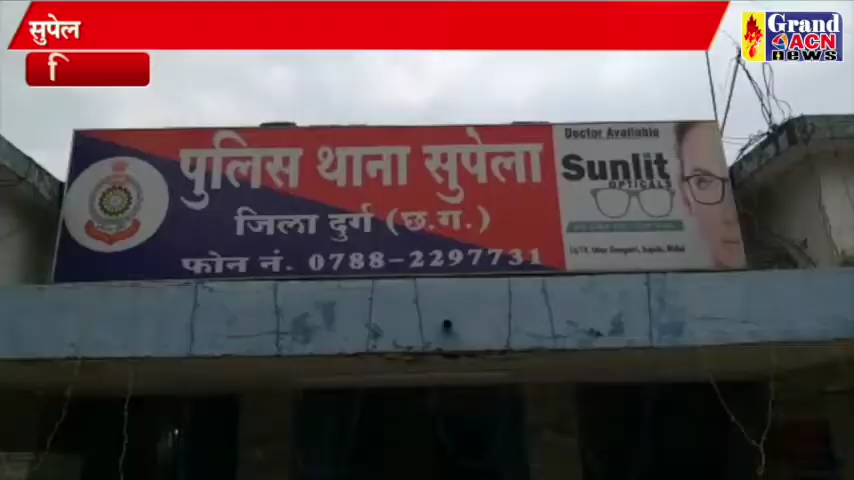 सुपेल
Grand
ACN
news
पुलिस थाना सुपेला
जिला दुर्ग (छ.ग.)
फोन नं. 0788-2297731
Doctor Available
Sunlit
OPTICALS